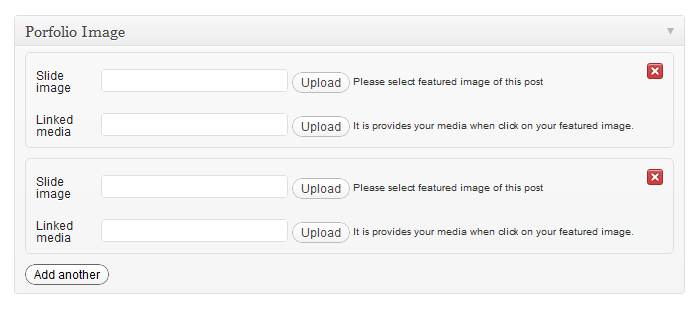 Porfolio Image
Slide image
Upload Please select featured image of this post
Linked media
Upload It is provides your media when click on your featured image.
Slide image
Upload Please select featured image of this post
Linked media
Upload It is provides your media when click on your featured image.
Add another